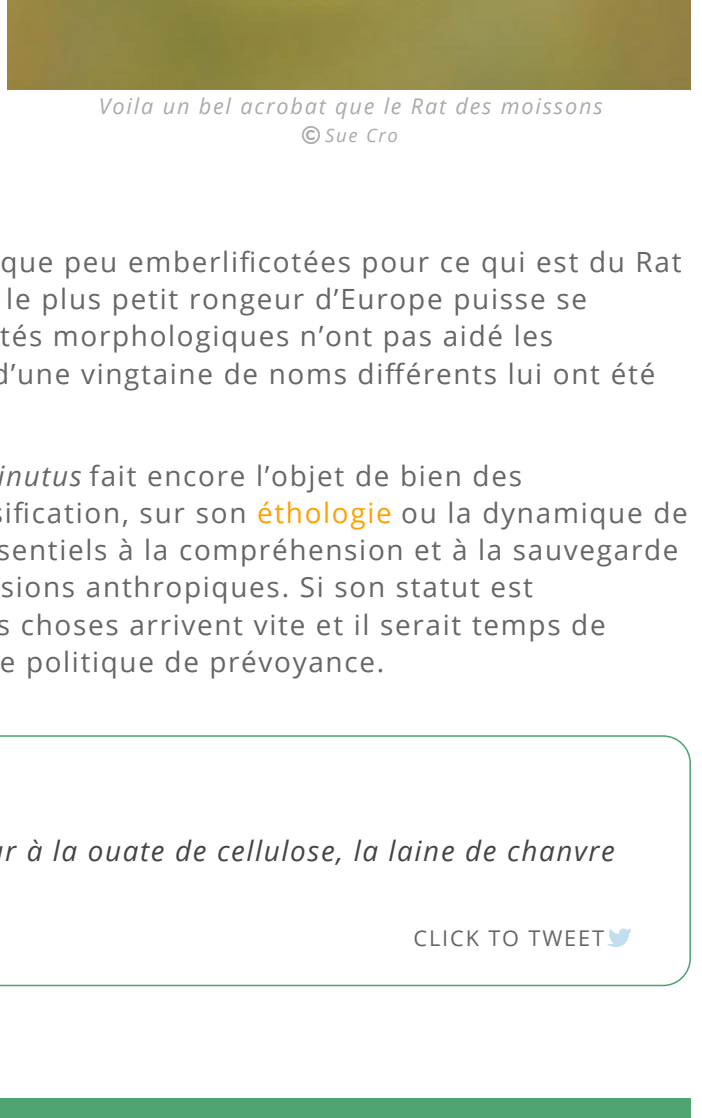 Voila un bel acrobat que le Rat des moissons
© Sue Cro
que peu emberlificotées pour ce qui est du Rat
le plus petit rongeur d’Europe puisse se
tés morphologiques n’ont pas aidé les
d’une vingtaine de noms différents lui ont été
inutus fait encore l’objet de bien des
sification, sur son éthologie ou la dynamique de
sentiels à la compréhension et à la sauvegarde
sions anthropiques. Si son statut est
s choses arrivent vite et il serait temps de
e politique de prévoyance.
ur à la ouate de cellulose, la laine de chanvre
CLICK TO TWEET